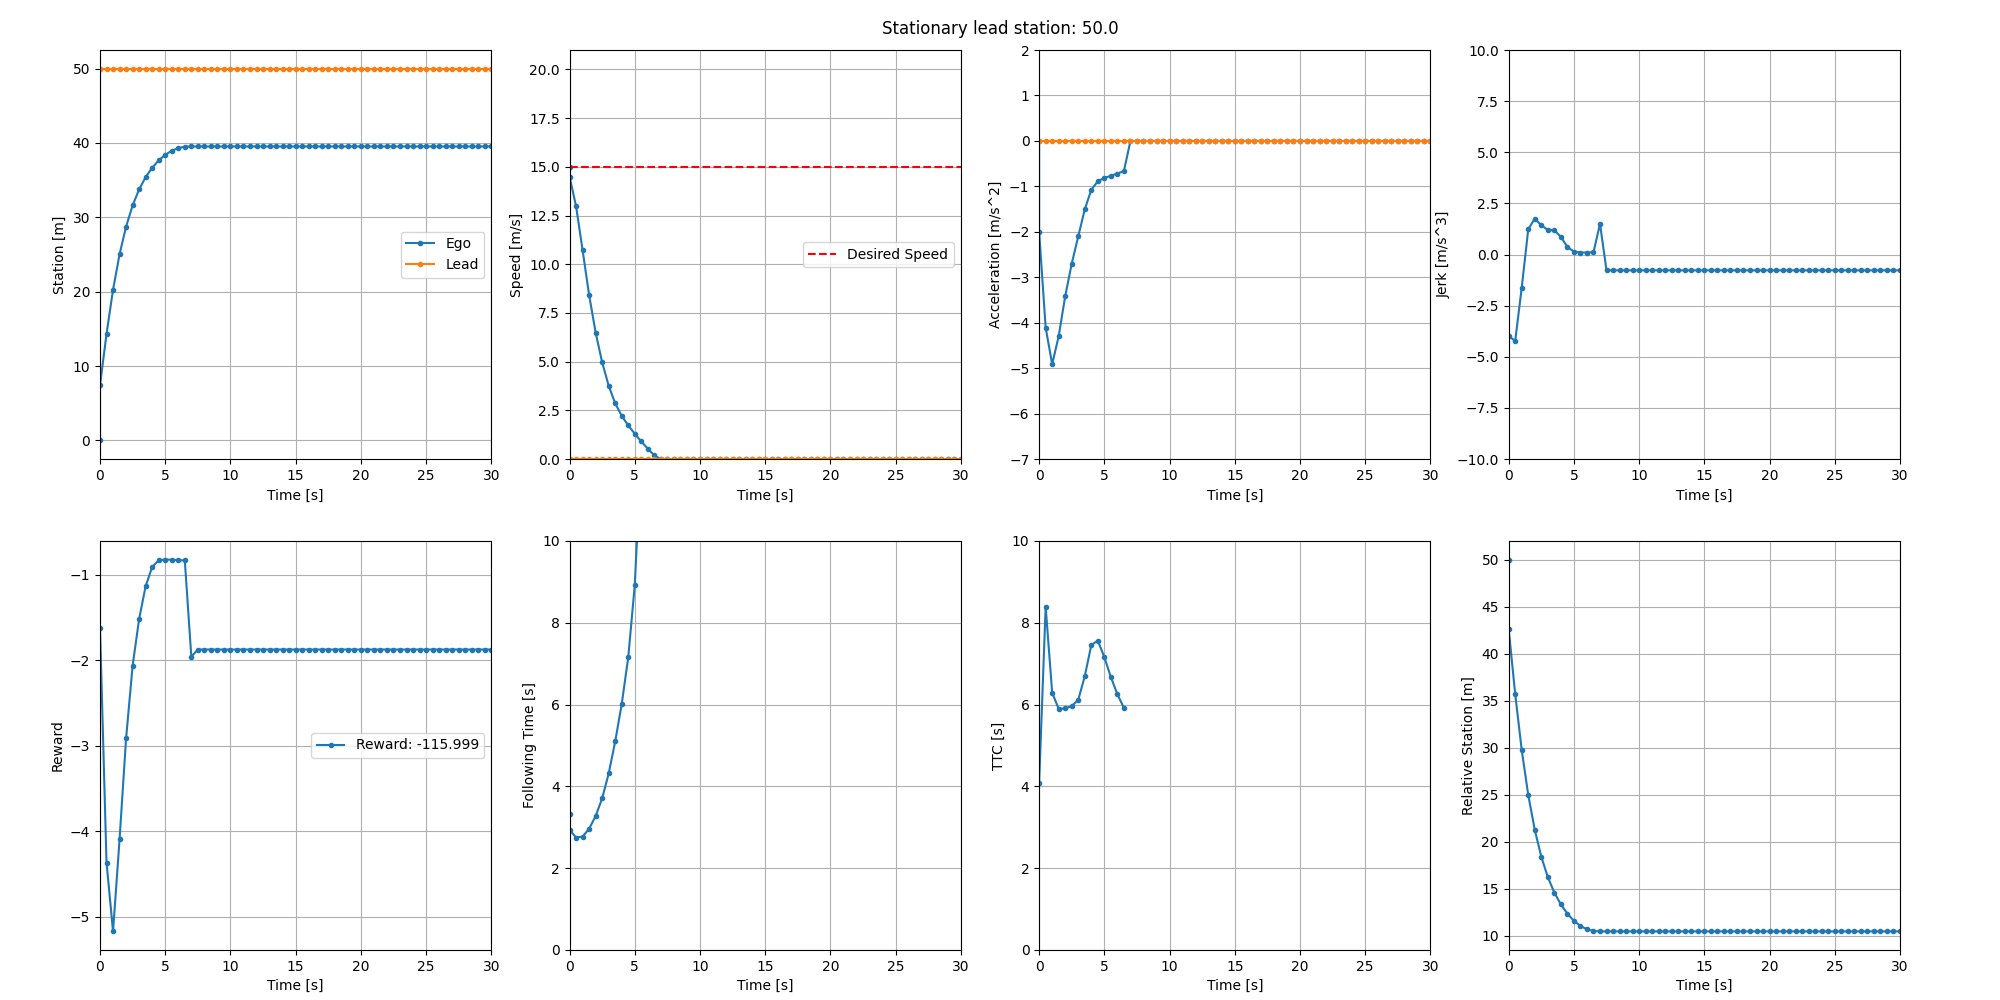 Stationary lead station: 50.0
Station [m]
50
40
30
20
10
0
Ego
Lead
0 5 10 15 20 25 30
Time [s]
Speed [m/s]
20.0
17.5
15.0
12.5
10.0
7.5
5.0
2.5
0.0
Desired Speed
0 5 10 15 20 25 30
Time [s]
Acceleration [m/s^2]
2
1
0
−1
−2
−3
−4
−5
−6
−7
0 5 10 15 20 25 30
Time [s]
Jerk [m/s^3]
10.0
7.5
5.0
2.5
0.0
−2.5
−5.0
−7.5
−10.0
0 5 10 15 20 25 30
Time [s]
Reward
−1
−2
−3
−4
−5
Reward: -115.999
0 5 10 15 20 25 30
Time [s]
Following Time [s]
10
8
6
4
2
0
0 5 10 15 20 25 30
Time [s]
TTC [s]
10
8
6
4
2
0
0 5 10 15 20 25 30
Time [s]
Relative Station [m]
50
45
40
35
30
25
20
15
10
0 5 10 15 20 25 30
Time [s]